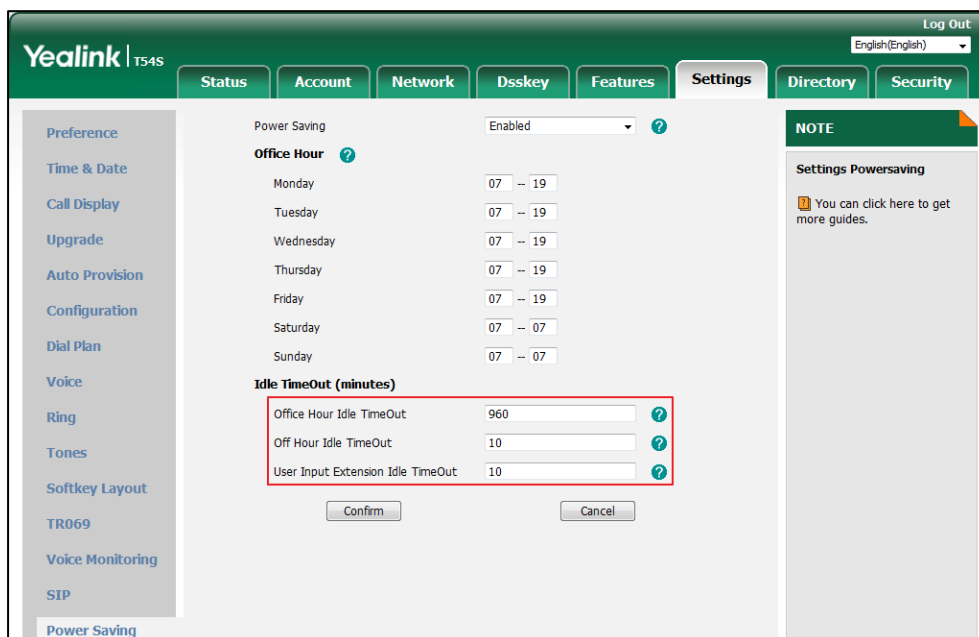 Log Out
Yealink | T54S
English(English)
Status Account Network Dsskey Features Settings Directory Security
Preference
Time & Date
Call Display
Upgrade
Auto Provision
Configuration
Dial Plan
Voice
Ring
Tones
Softkey Layout
TR069
Voice Monitoring
SIP
Power Saving
Power Saving Enabled ?
Office Hour ?
Monday 07 -- 19
Tuesday 07 -- 19
Wednesday 07 -- 19
Thursday 07 -- 19
Friday 07 -- 19
Saturday 07 -- 07
Sunday 07 -- 07
Idle TimeOut (minutes)
Office Hour Idle TimeOut 960 ?
Off Hour Idle TimeOut 10 ?
User Input Extension Idle TimeOut 10 ?
Confirm Cancel
NOTE
Settings Powersaving
? You can click here to get
more guides.